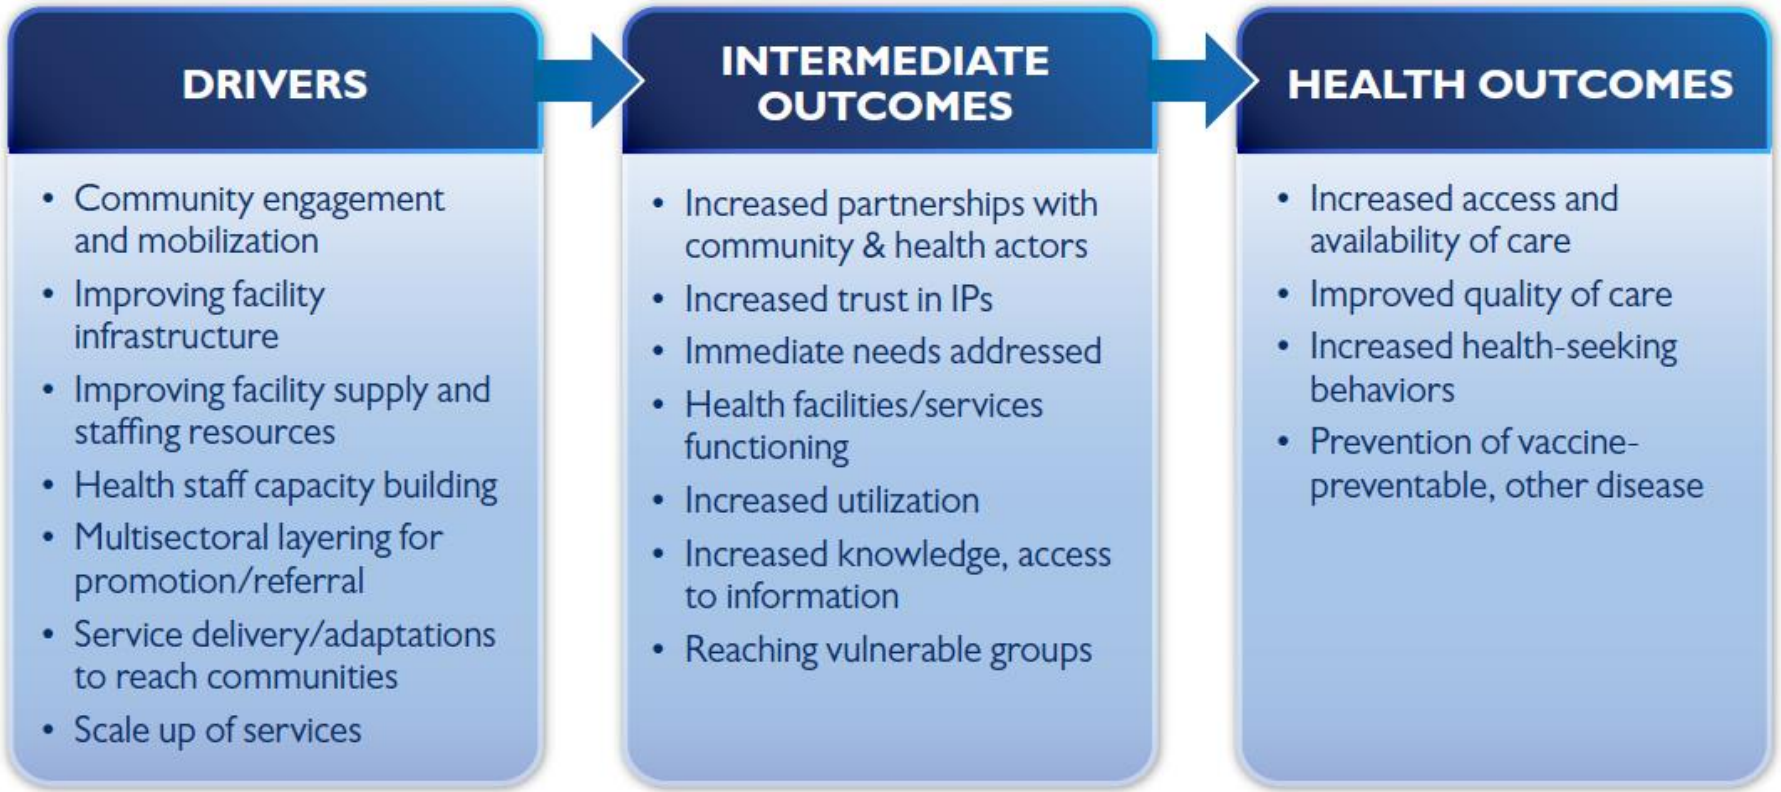 DRIVERS
• Community engagement
and mobilization
• Improving facility
infrastructure
• Improving facility supply and
staffing resources
• Health staff capacity building
• Multisectoral layering for
promotion/referral
• Service delivery/adaptations
to reach communities
• Scale up of services
INTERMEDIATE
OUTCOMES
• Increased partnerships with
community & health actors
• Increased trust in IPs
• Immediate needs addressed
• Health facilities/services
functioning
• Increased utilization
• Increased knowledge, access
to information
• Reaching vulnerable groups
HEALTH OUTCOMES
• Increased access and
availability of care
• Improved quality of care
• Increased health-seeking
behaviors
• Prevention of vaccine-
preventable, other disease